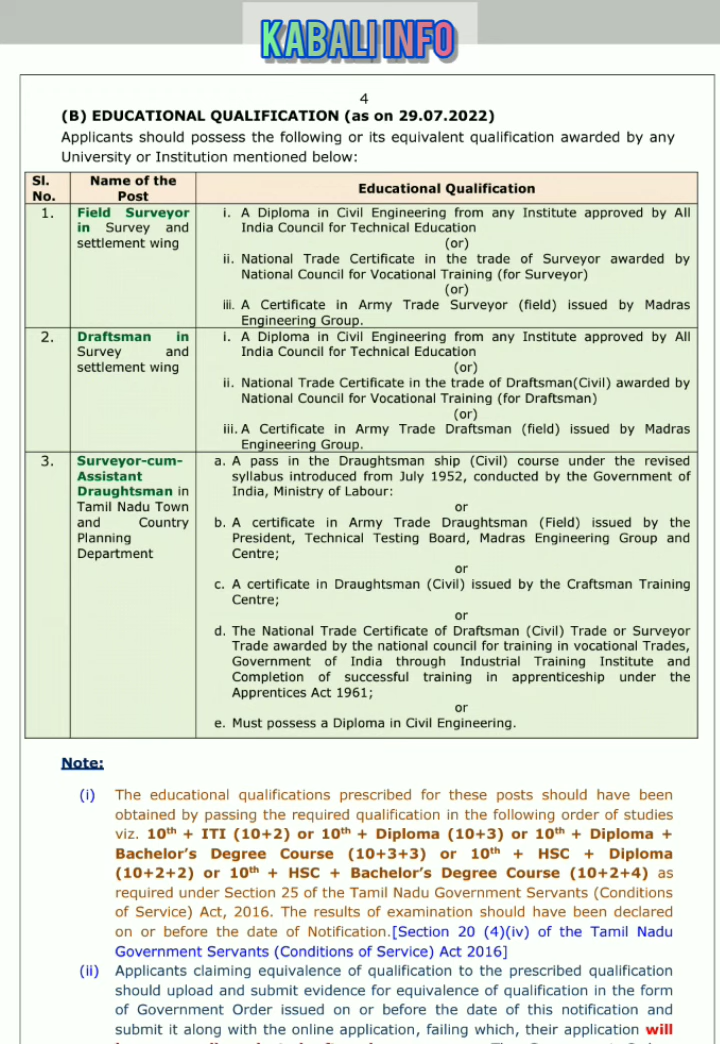 KABALI INFO
4
(B) EDUCATIONAL QUALIFICATION (as on 29.07.2022)
Applicants should possess the following or its equivalent qualification awarded by any
University or Institution mentioned below:
Sl. No. Name of the Post Educational Qualification
1. Field Surveyor in Survey and settlement wing
i. A Diploma in Civil Engineering from any Institute approved by All
India Council for Technical Education
(or)
ii. National Trade Certificate in the trade of Surveyor awarded by
National Council for Vocational Training (for Surveyor)
(or)
iii. A Certificate in Army Trade Surveyor (field) issued by Madras
Engineering Group.
2. Draftsman in Survey and settlement wing
i. A Diploma in Civil Engineering from any Institute approved by All
India Council for Technical Education
(or)
ii. National Trade Certificate in the trade of Draftsman(Civil) awarded by
National Council for Vocational Training (for Draftsman)
(or)
iii. A Certificate in Army Trade Draftsman (field) issued by Madras
Engineering Group.
3. Surveyor-cum-Assistant Draughtsman in Tamil Nadu Town and Country Planning Department
a. A pass in the Draughtsman ship (Civil) course under the revised
syllabus introduced from July 1952, conducted by the Government of
India, Ministry of Labour:
or
b. A certificate in Army Trade Draughtsman (Field) issued by the
President, Technical Testing Board, Madras Engineering Group and
Centre;
or
c. A certificate in Draughtsman (Civil) issued by the Craftsman Training
Centre;
or
d. The National Trade Certificate of Draftsman (Civil) Trade or Surveyor
Trade awarded by the national council for training in vocational Trades,
Government of India through Industrial Training Institute and
Completion of successful training in apprenticeship under the
Apprentices Act 1961;
or
e. Must possess a Diploma in Civil Engineering.
Note:
(i) The educational qualifications prescribed for these posts should have been
obtained by passing the required qualification in the following order of studies
viz. 10th + ITI (10+2) or 10th + Diploma (10+3) or 10th + Diploma +
Bachelor's Degree Course (10+3+3) or 10th + HSC + Diploma
(10+2+2) or 10th + HSC + Bachelor's Degree Course (10+2+4) as
required under Section 25 of the Tamil Nadu Government Servants (Conditions
of Service) Act, 2016. The results of examination should have been declared
on or before the date of Notification.[Section 20 (4)(iv) of the Tamil Nadu
Government Servants (Conditions of Service) Act 2016]
(ii) Applicants claiming equivalence of qualification to the prescribed qualification
should upload and submit evidence for equivalence of qualification in the form
of Government Order issued on or before the date of this notification and
submit it along with the online application, failing which, their application will